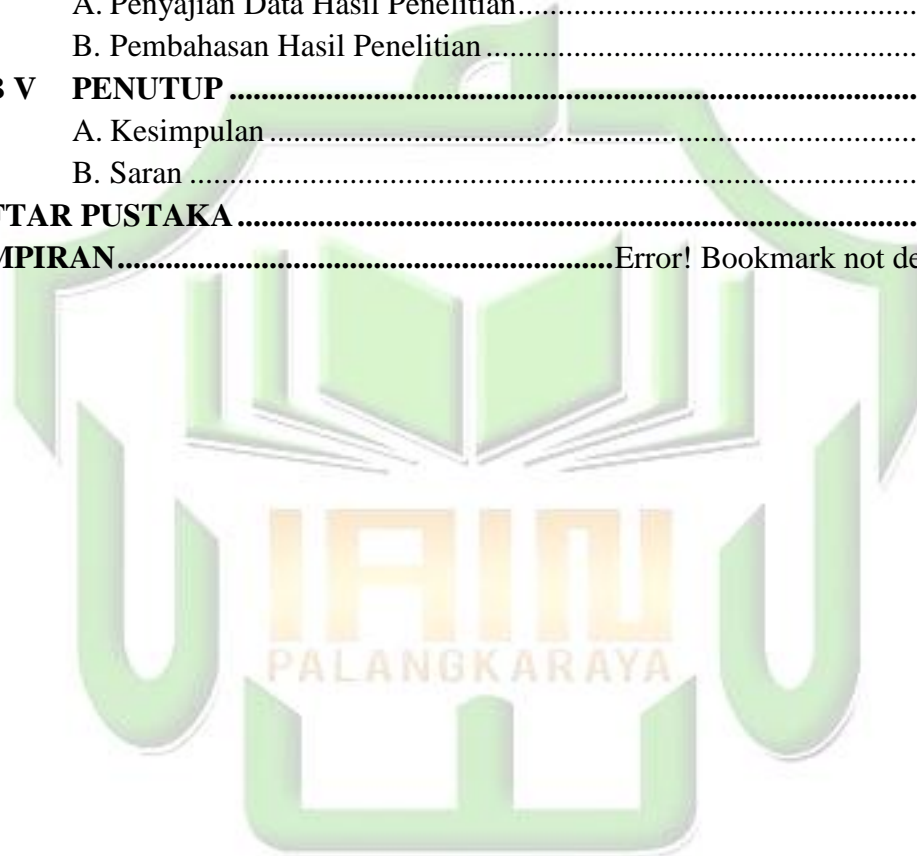 A. Penyajian Data Hasil Penelitian...........................................................
B. Pembahasan Hasil Penelitian...............................................................
B V PENUTUP.......................................................................................
A. Kesimpulan..........................................................................................
B. Saran....................................................................................................
TAR PUSTAKA......................................................................................
MPIRAN...............................................................Error! Bookmark not de
IAIN
PALANGKARAYA